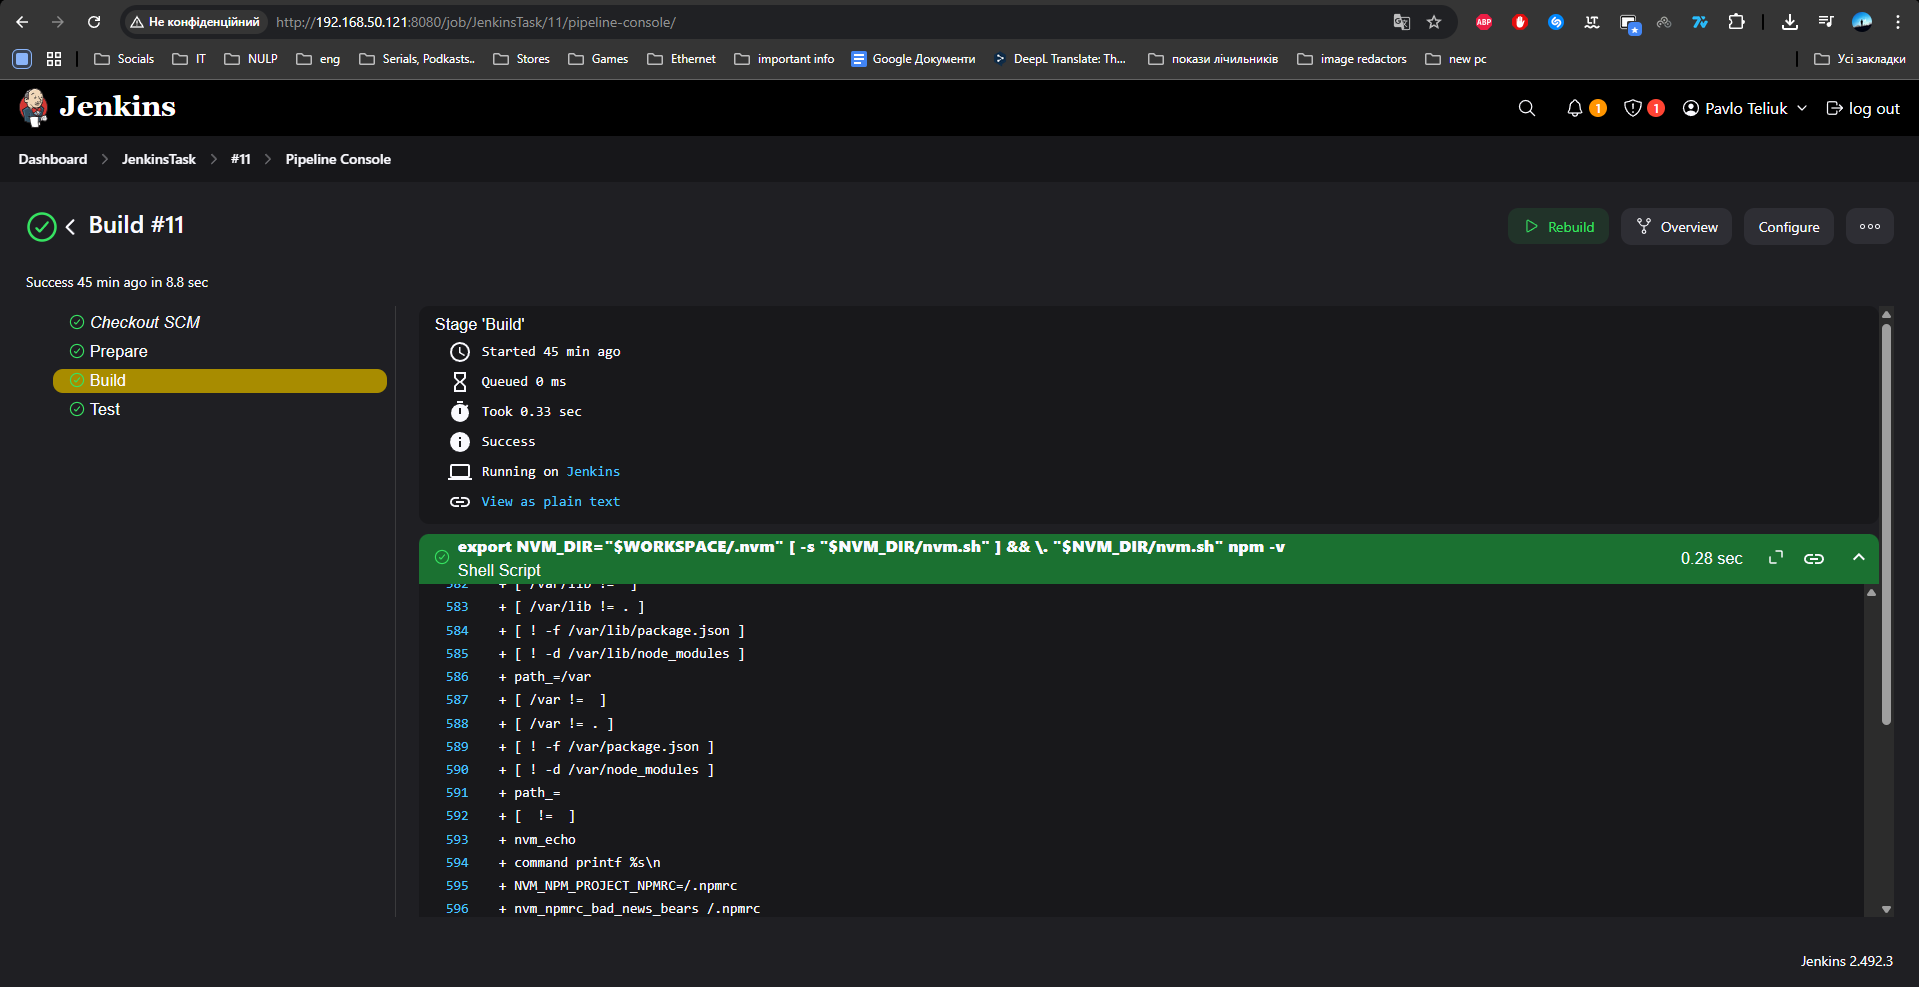 Не конфіденційний http://192.168.50.121:8080/job/JenkinsTask/11/pipeline-console/
ABP
Socials IT NULP eng Serials, Podkasts.. Stores Games Ethernet important info Google Документи DeepL Translate: Th... покази лічильників image redactors new pc Усі закладки
Jenkins 1 1 Pavlo Teliuk log out
Dashboard JenkinsTask #11 Pipeline Console
Build #11 Rebuild Overview Configure
Success 45 min ago in 8.8 sec
Checkout SCM
Prepare
Build
Test
Stage 'Build'
Started 45 min ago
Queued 0 ms
Took 0.33 sec
Success
Running on Jenkins
View as plain text
export NVM_DIR="$WORKSPACE/.nvm" [ -s "$NVM_DIR/nvm.sh" ] && \. "$NVM_DIR/nvm.sh" npm -v
Shell Script 0.28 sec
582 + [ /var/lib != ]
583 + [ /var/lib != . ]
584 + [ ! -f /var/lib/package.json ]
585 + [ ! -d /var/lib/node_modules ]
586 + path_=/var
587 + [ /var != ]
588 + [ /var != . ]
589 + [ ! -f /var/package.json ]
590 + [ ! -d /var/node_modules ]
591 + path_=
592 + [ != ]
593 + nvm_echo
594 + command printf %s\n
595 + NVM_NPM_PROJECT_NPMRC=/.npmrc
596 + nvm_npmrc_bad_news_bears /.npmrc
Jenkins 2.492.3